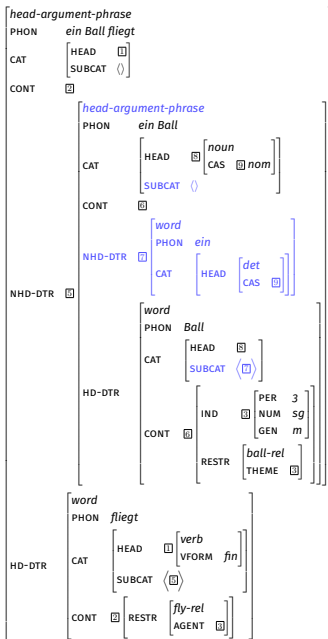 head-argument-phrase
PHON ein Ball fliegt
CAT HEAD 1
SUBCAT ⟨⟩
CONT 2
head-argument-phrase
PHON ein Ball
CAT HEAD 8 noun
CAS 9 nom
SUBCAT ⟨⟩
CONT 6
NHD-DTR 5
NHD-DTR 7 word
PHON ein
CAT HEAD det
CAS 9
HD-DTR word
PHON Ball
CAT HEAD 8
SUBCAT ⟨7⟩
CONT 6 IND 3 PER 3
NUM sg
GEN m
RESTR ball-rel
THEME 3
HD-DTR word
PHON fliegt
CAT HEAD 1 verb
VFORM fin
SUBCAT ⟨5⟩
CONT 2 RESTR fly-rel
AGENT 3